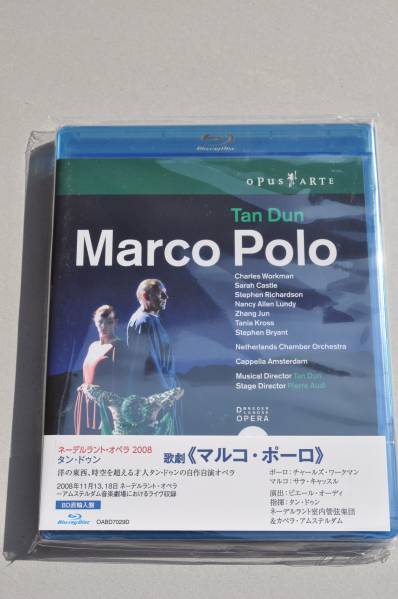 Blu-ray Disc
OPUS ARTE
Tan Dun
Marco Polo
Charles Workman
Sarah Castle
Stephen Richardson
Nancy Allen Lundy
Zhang Jun
Tania Kross
Stephen Bryant
Netherlands Chamber Orchestra
Cappella Amsterdam
Musical Director Tan Dun
Stage Director Pierre Audi
OPERA
ネーデルラント・オペラ 2008
タン・ドゥン
歌劇《マルコ・ポーロ》
洋の東西、時空を超える才人タン・ドゥンの自作自演オペラ
2008年11月13、18日 ネーデルラント・オペラ
ーアムステルダム音楽劇場におけるライヴ収録
BD直輸入盤
Blu-ray Disc OABD7029D
ポーロ：チャールズ・ワークマン
マルコ：サラ・キャッスル
演出：ピエール・オーディ
指揮：タン・ドゥン
ネーデルラント室内管弦楽団
&カペラ・アムステルダム